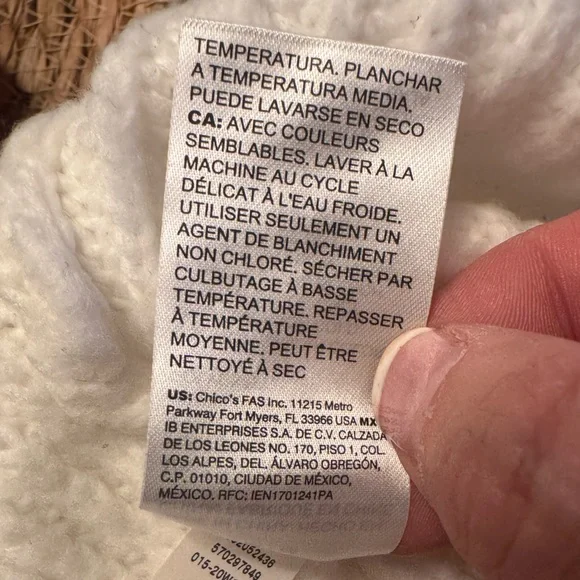 TEMPERATURA. PLANCHAR
A TEMPERATURA MEDIA.
PUEDE LAVARSE EN SECO
CA: AVEC COULEURS
SEMBLABLES. LAVER À LA
MACHINE AU CYCLE
DÉLICAT À L'EAU FROIDE.
UTILISER SEULEMENT UN
AGENT DE BLANCHIMENT
NON CHLORÉ. SÉCHER PAR
CULBUTAGE À BASSE
TEMPÉRATURE. REPASSER
À TEMPÉRATURE
MOYENNE. PEUT ÊTRE
NETTOYÉ À SEC
US: Chico's FAS Inc. 11215 Metro
Parkway Fort Myers, FL 33966 USA MX
IB ENTERPRISES S.A. DE C.V. CALZADA
DE LOS LEONES NO. 170, PISO 1, COL.
LOS ALPES, DEL. ÁLVARO OBREGÓN,
C.P. 01010, CIUDAD DE MÉXICO,
MÉXICO. RFC: IEN1701241PA
570297849